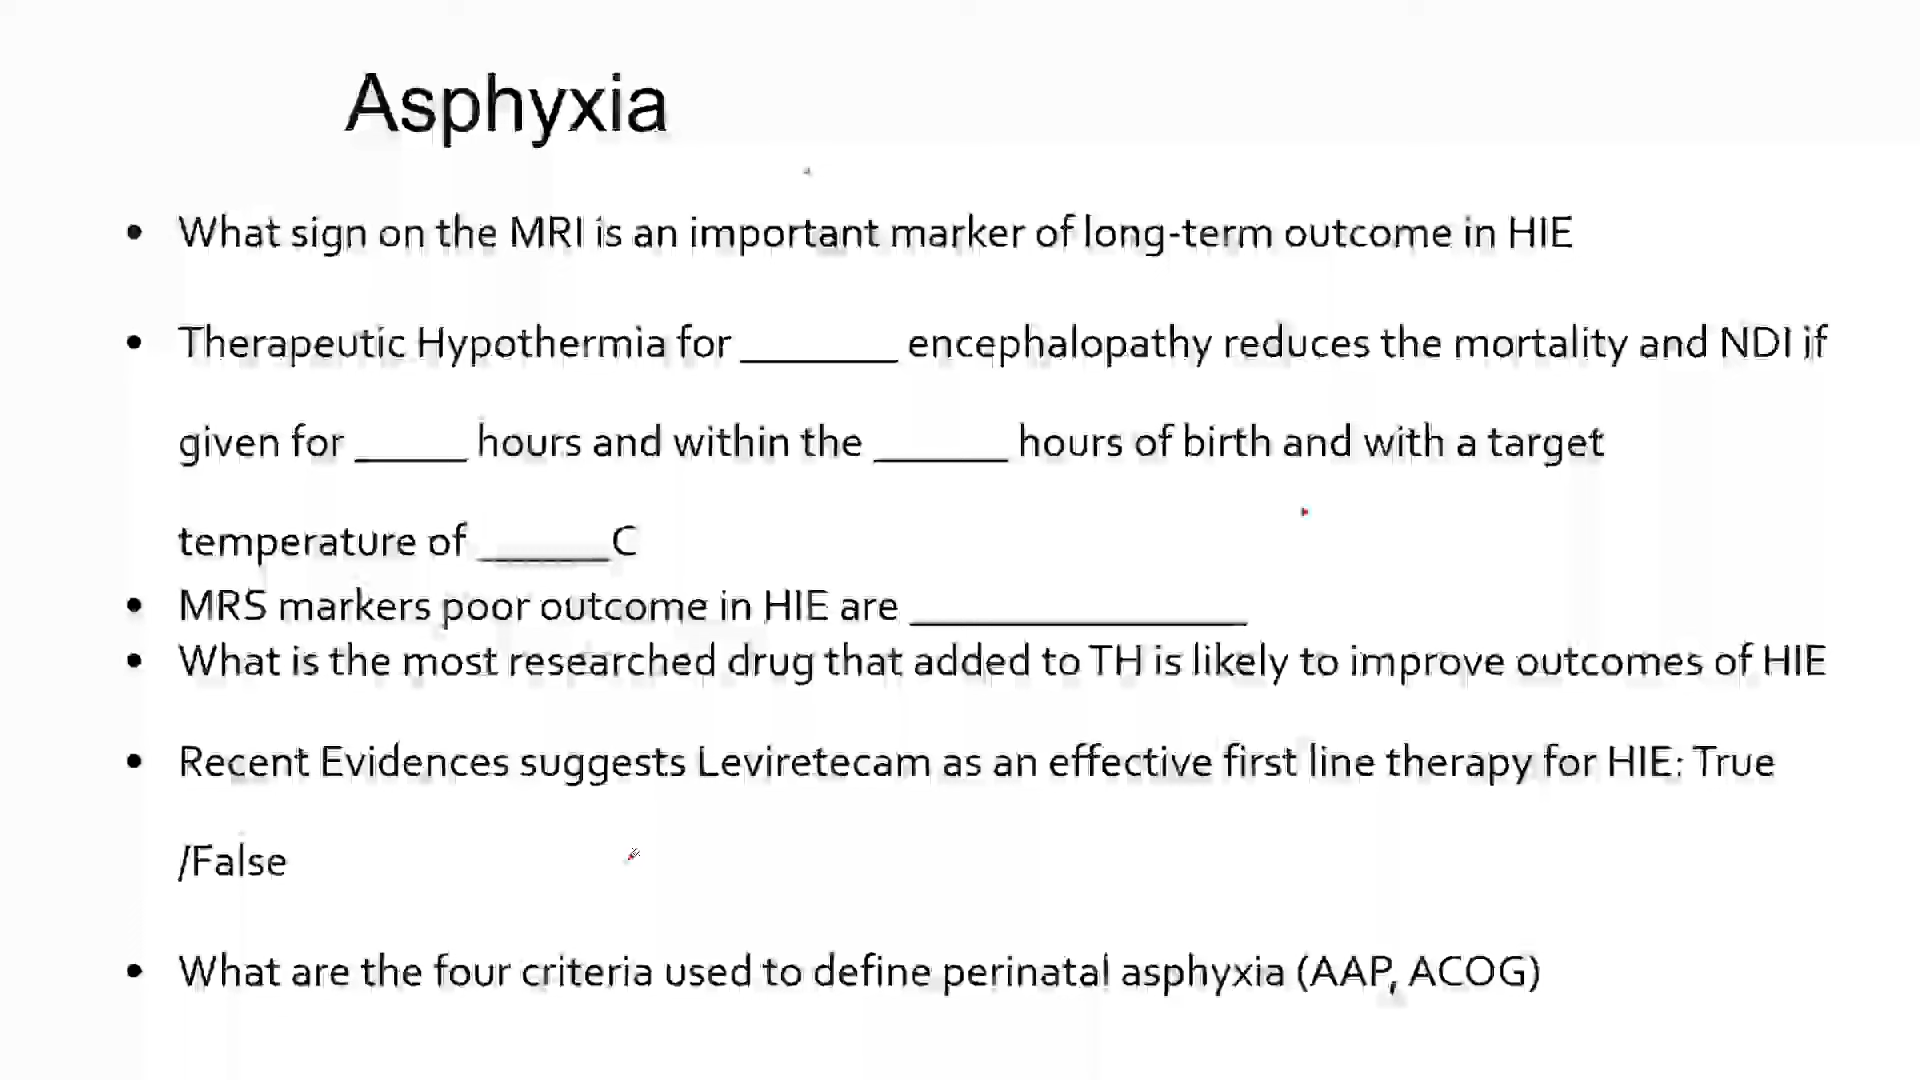 Asphyxia
• What sign on the MRI is an important marker of long-term outcome in HIE
• Therapeutic Hypothermia for _______ encephalopathy reduces the mortality and NDI if
given for _____ hours and within the ______ hours of birth and with a target
temperature of ______C
• MRS markers poor outcome in HIE are _______________
• What is the most researched drug that added to TH is likely to improve outcomes of HIE
• Recent Evidences suggests Leviretecam as an effective first line therapy for HIE: True
/False
• What are the four criteria used to define perinatal asphyxia (AAP, ACOG)